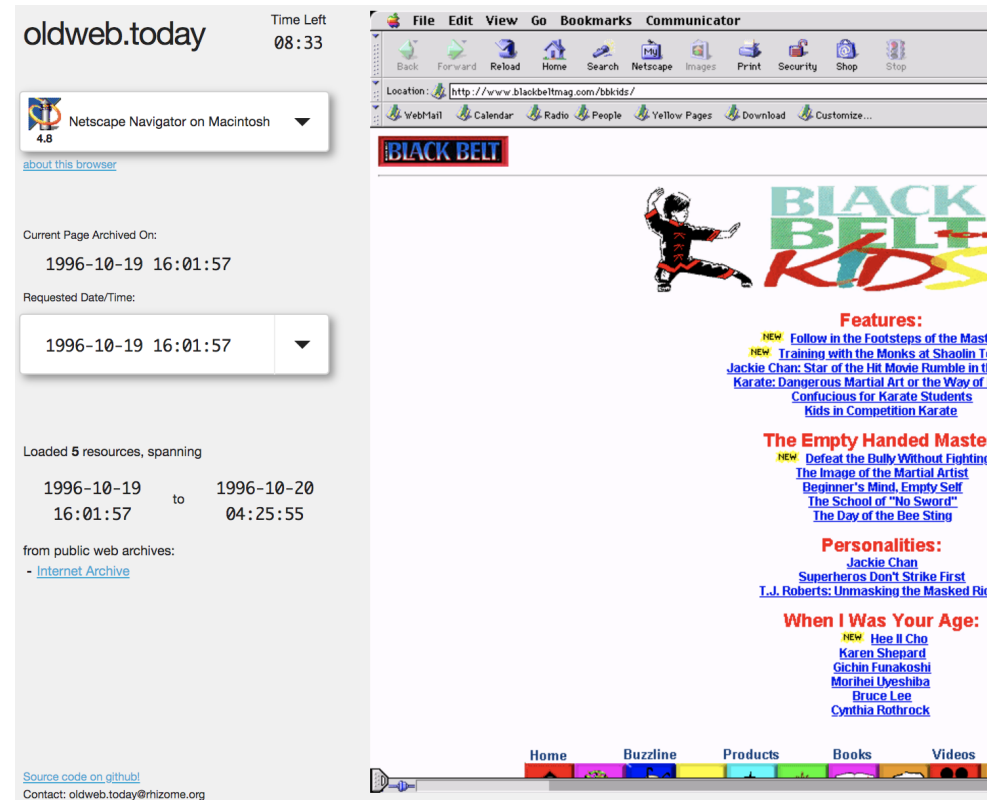 oldweb.today
Time Left
08:33
4.8
Netscape Navigator on Macintosh
about this browser
Current Page Archived On:
1996-10-19 16:01:57
Requested Date/Time:
1996-10-19 16:01:57
Loaded 5 resources, spanning
1996-10-19 16:01:57 to 1996-10-20 04:25:55
from public web archives:
- Internet Archive
Source code on github!
Contact: oldweb.today@rhizome.org
File Edit View Go Bookmarks Communicator
Back Forward Reload Home Search Netscape Images Print Security Shop Stop
Location: http://www.blackbeltmag.com/bbkids/
WebMail Calendar Radio People Yellow Pages Download Customize...
BLACK BELT
BLACK
BELT for
KIDS
Features:
NEW Follow in the Footsteps of the Mast
NEW Training with the Monks at Shaolin T
Jackie Chan: Star of the Hit Movie Rumble in t
Karate: Dangerous Martial Art or the Way of
Confucious for Karate Students
Kids in Competition Karate
The Empty Handed Maste
NEW Defeat the Bully Without Fighting
The Image of the Martial Artist
Beginner's Mind, Empty Self
The School of "No Sword"
The Day of the Bee Sting
Personalities:
Jackie Chan
Superheros Don't Strike First
T.J. Roberts: Unmasking the Masked Ri
When I Was Your Age:
NEW Hee Il Cho
Karen Shepard
Gichin Funakoshi
Morihei Uyeshiba
Bruce Lee
Cynthia Rothrock
Home Buzzline Products Books Videos